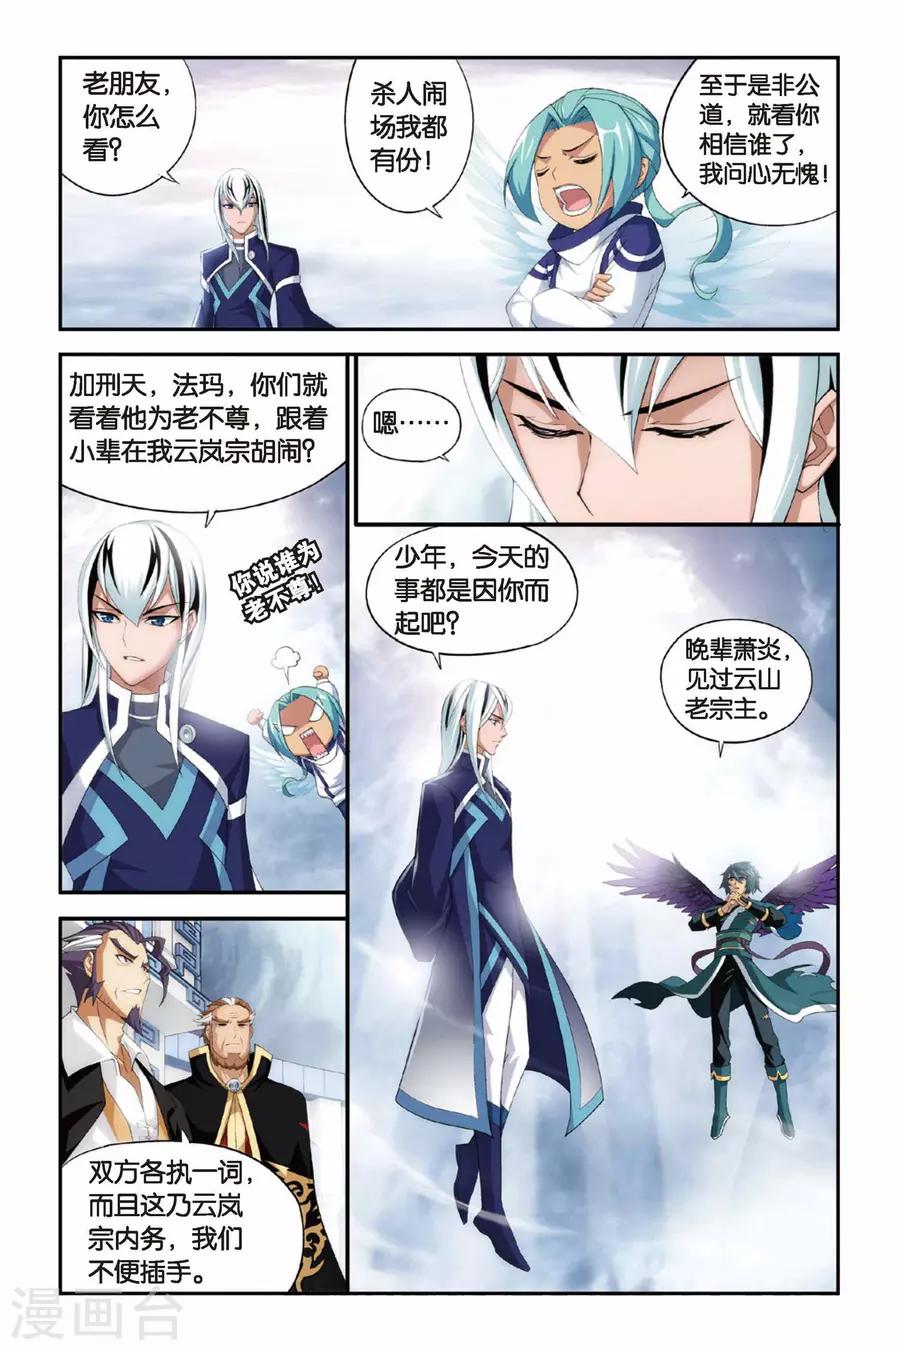 老朋友，
你怎么
看？
杀人闹
场我都
有份！
至于是非公
道，就看你
相信谁了，
我问心无愧！
加刑天，法玛，你们就
看着他为老不尊，跟着
小辈在我云岚宗胡闹？
你说谁为
老不尊！
双方各执一词，
而且这乃云岚
宗内务，我们
不便插手。
嗯……
少年，今天的
事都是因你而
起吧？
晚辈萧炎，
见过云山
老宗主。
漫画台